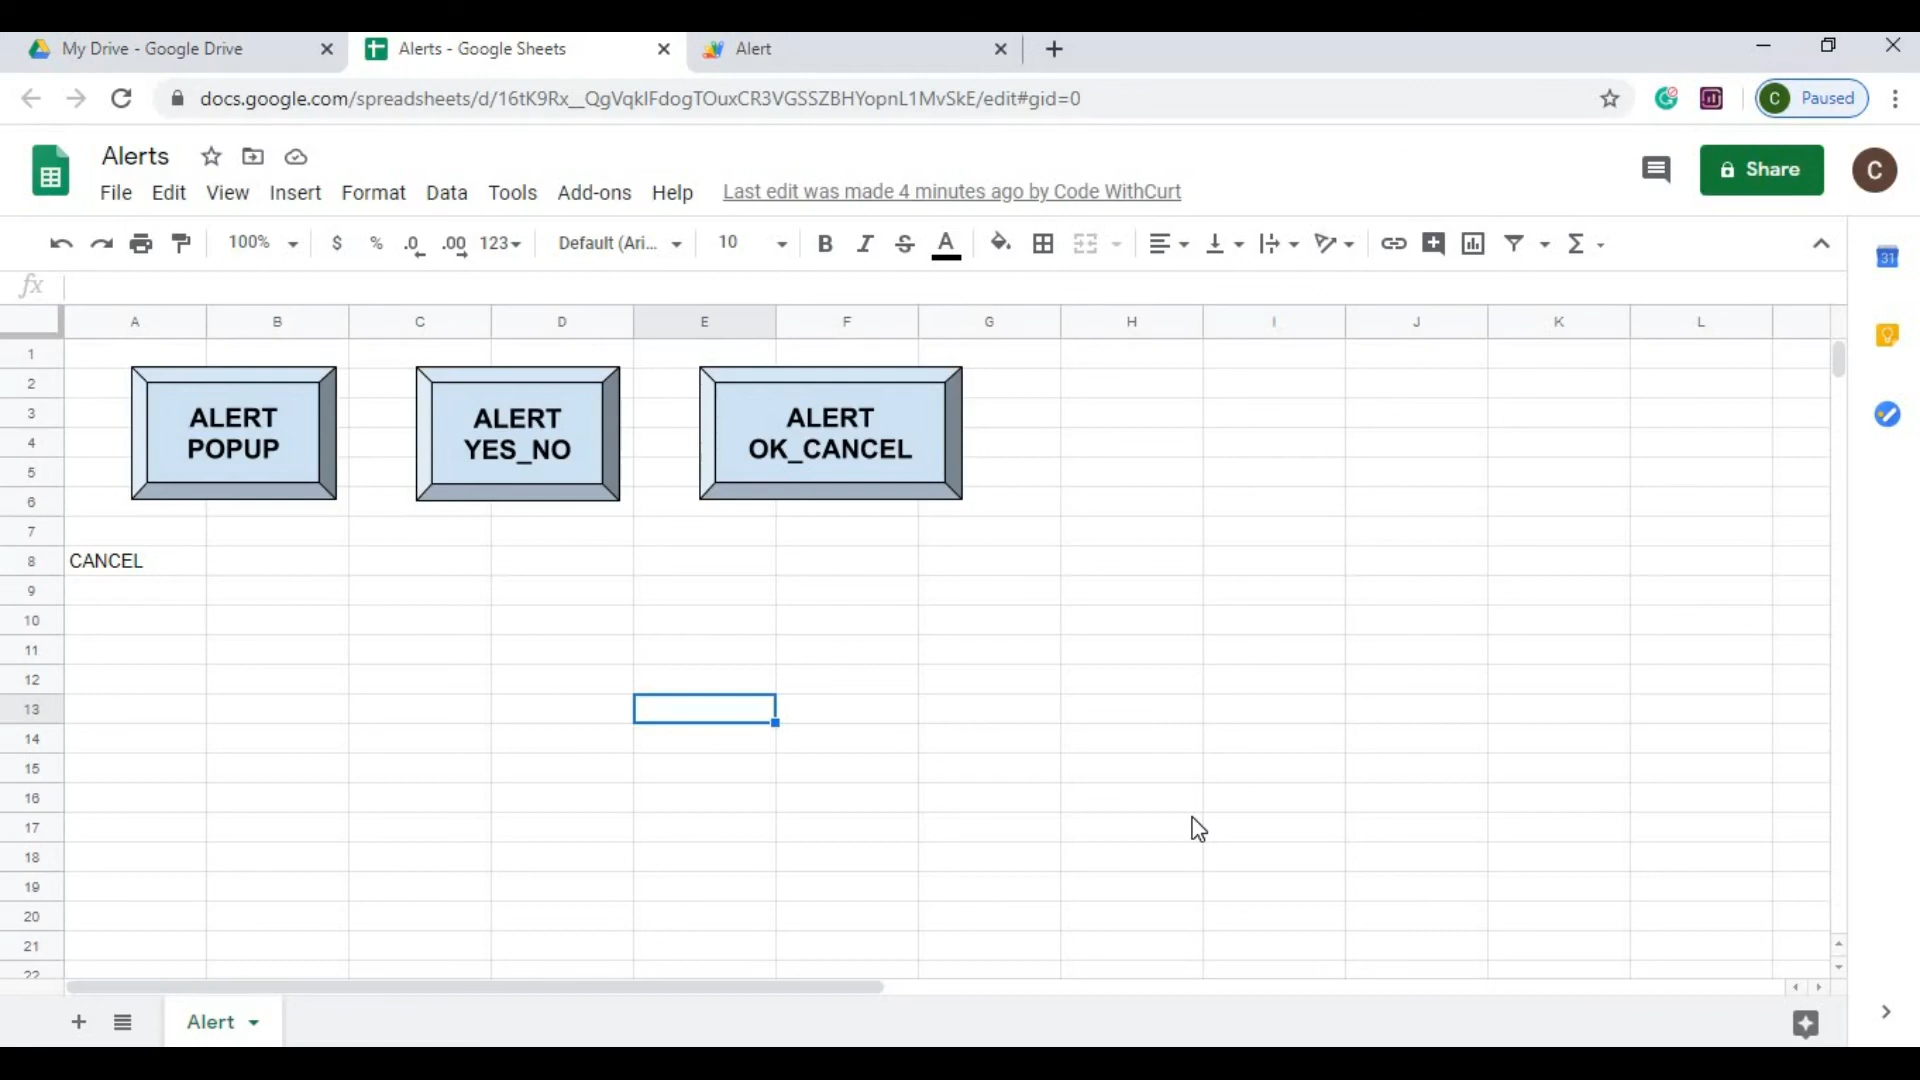 My Drive - Google Drive
Alerts - Google Sheets
Alert
docs.google.com/spreadsheets/d/16tK9Rx__QgVqkIFdogTOuxCR3VGSSZBHYopnL1MvSkE/edit#gid=0
C Paused
Alerts
File Edit View Insert Format Data Tools Add-ons Help Last edit was made 4 minutes ago by Code WithCurt
Share
C
100% $ % .0 .00 123 Default (Ari... 10 B I S A Σ
31
fx
A B C D E F G H I J K L
1
2
3
4
5
6
7
8
9
10
11
12
13
14
15
16
17
18
19
20
21
22
ALERT
POPUP
ALERT
YES_NO
ALERT
OK_CANCEL
CANCEL
Alert